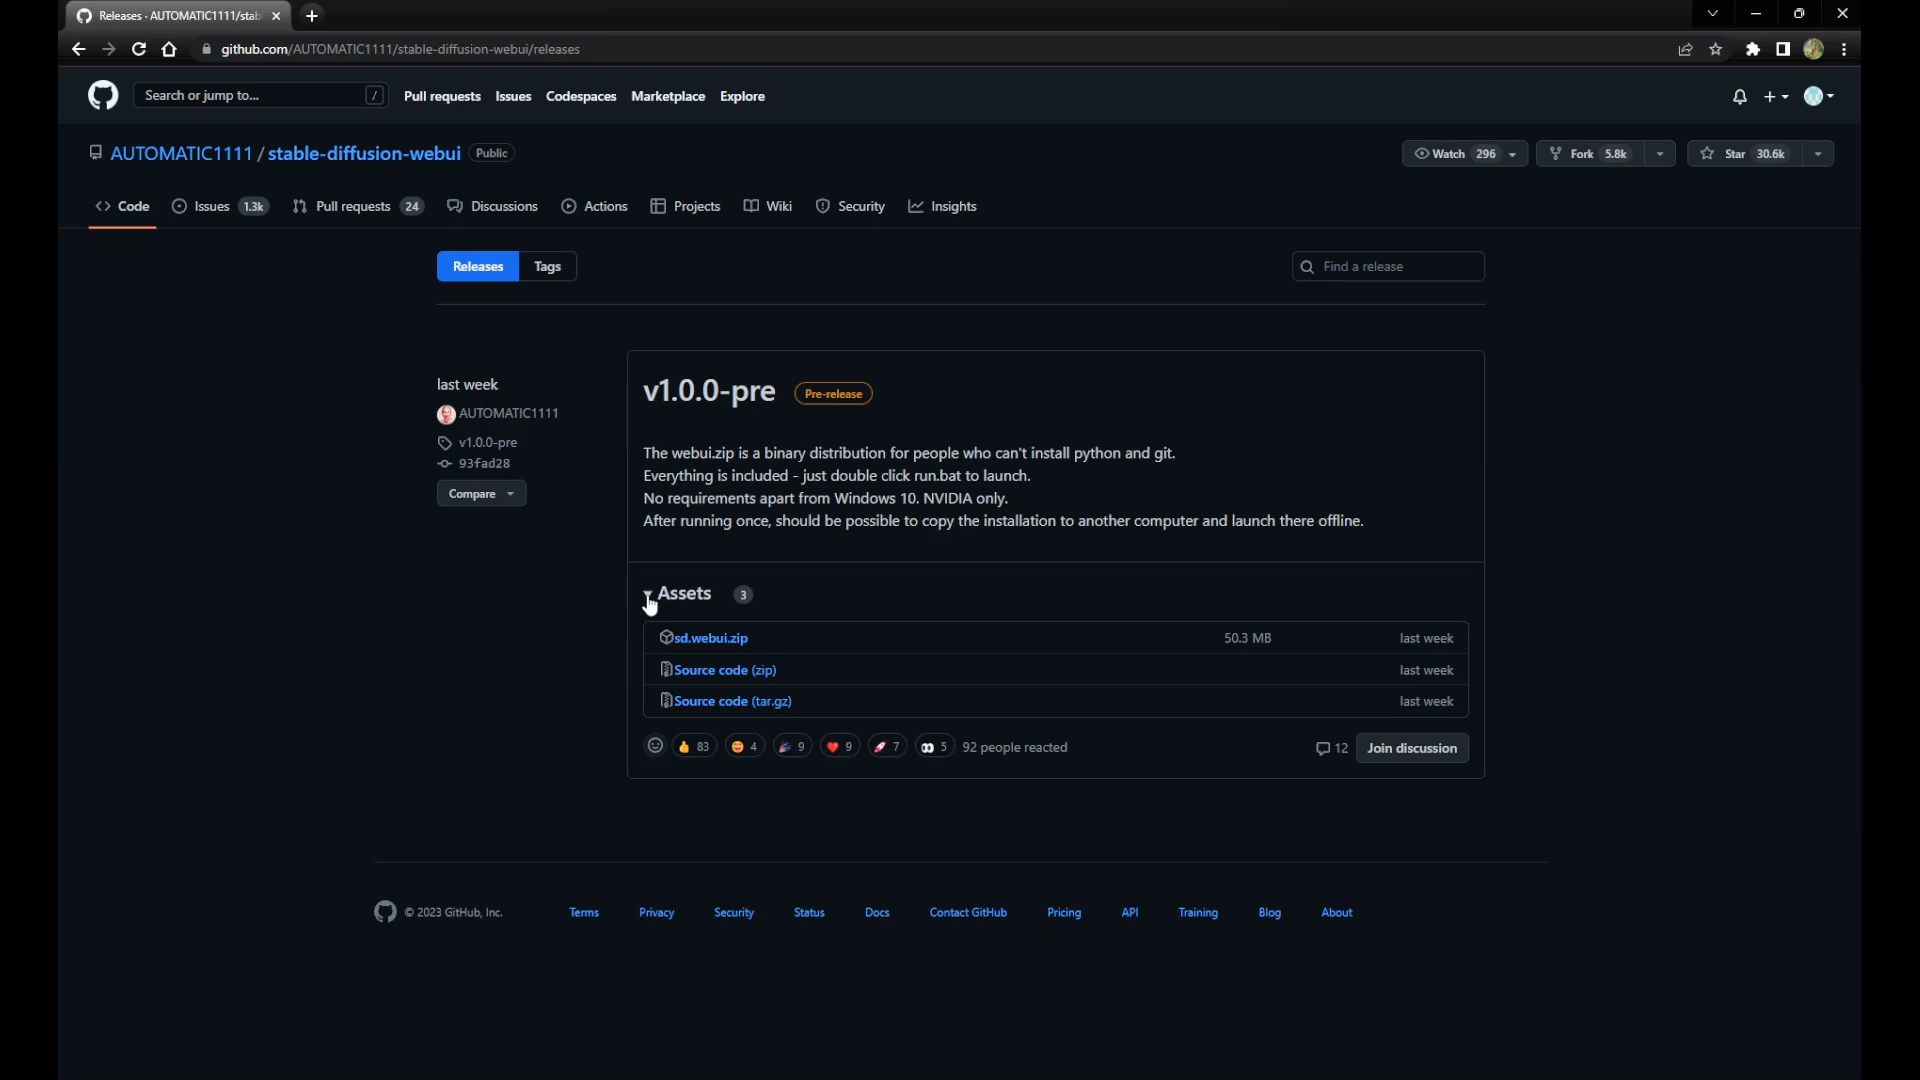 Releases · AUTOMATIC1111/stab
github.com/AUTOMATIC1111/stable-diffusion-webui/releases
Search or jump to... /
Pull requests Issues Codespaces Marketplace Explore
AUTOMATIC1111 / stable-diffusion-webui Public
Watch 296 Fork 5.8k Star 30.6k
Code Issues 1.3k Pull requests 24 Discussions Actions Projects Wiki Security Insights
Releases Tags
Find a release
last week
AUTOMATIC1111
v1.0.0-pre
93fad28
Compare
v1.0.0-pre Pre-release
The webui.zip is a binary distribution for people who can't install python and git.
Everything is included - just double click run.bat to launch.
No requirements apart from Windows 10. NVIDIA only.
After running once, should be possible to copy the installation to another computer and launch there offline.
Assets 3
sd.webui.zip 50.3 MB last week
Source code (zip) last week
Source code (tar.gz) last week
83 4 9 9 7 5 92 people reacted
12 Join discussion
© 2023 GitHub, Inc. Terms Privacy Security Status Docs Contact GitHub Pricing API Training Blog About